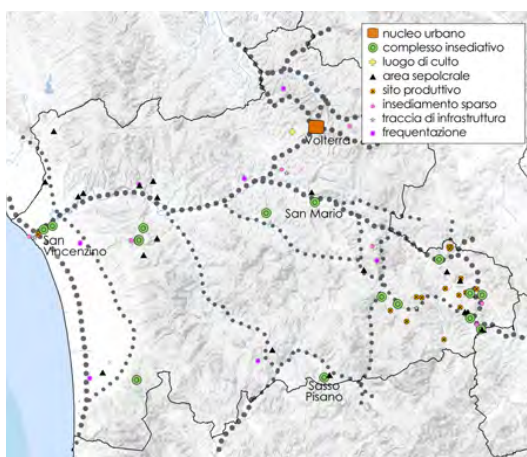 nucleo urbano
complesso insediativo
luogo di culto
area sepolcrale
sito produttivo
insediamento sparso
traccia di infrastruttura
frequentazione
Volterra
San Mario
San
Vincenzino
Sasso
Pisano